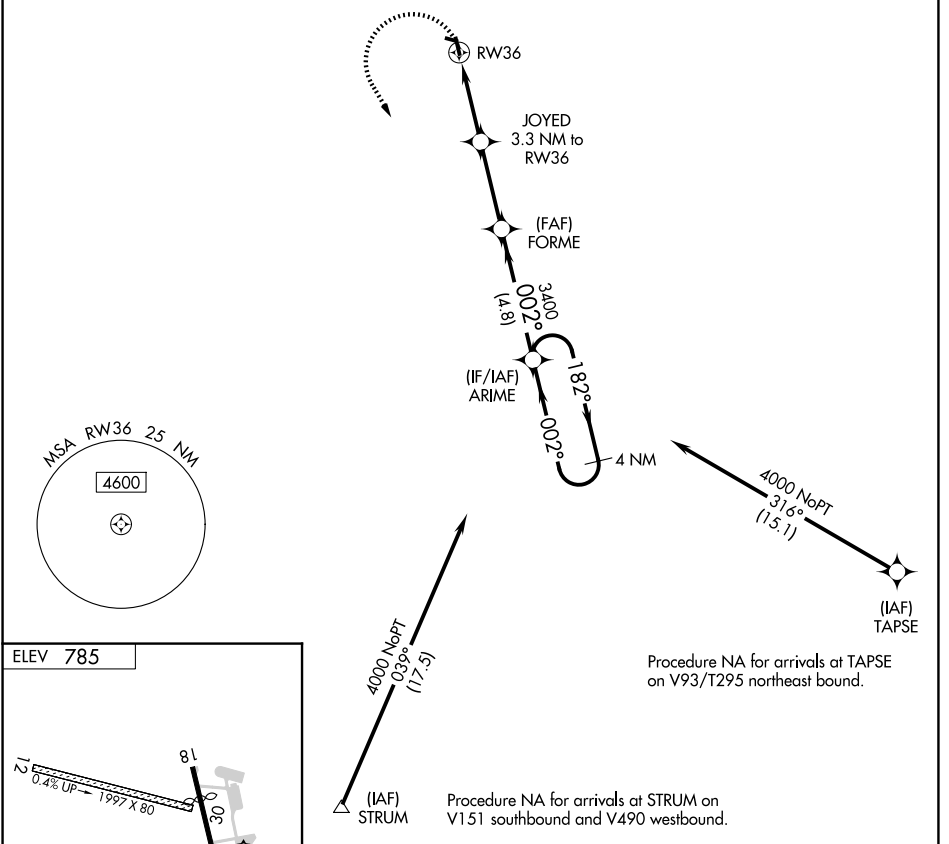 RW36
JOYED
3.3 NM to
RW36
(FAF)
FORME
3400
002°
(4.8)
(IF/IAF)
ARIME
182°
002°
4 NM
MSA RW36 25 NM
4600
4000 NoPT
316°
(15.1)
(IAF)
TAPSE
Procedure NA for arrivals at TAPSE
on V93/T295 northeast bound.
4000 NoPT
039°
(17.5)
(IAF)
STRUM
Procedure NA for arrivals at STRUM on
V151 southbound and V490 westbound.
ELEV 785
12
0.4% UP
1997 X 80
18
30